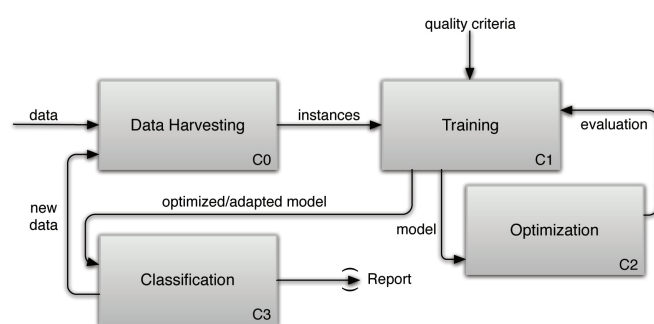 quality criteria
data
Data Harvesting
C0
instances
Training
C1
evaluation
new
data
optimized/adapted model
model
Optimization
C2
Classification
C3
Report